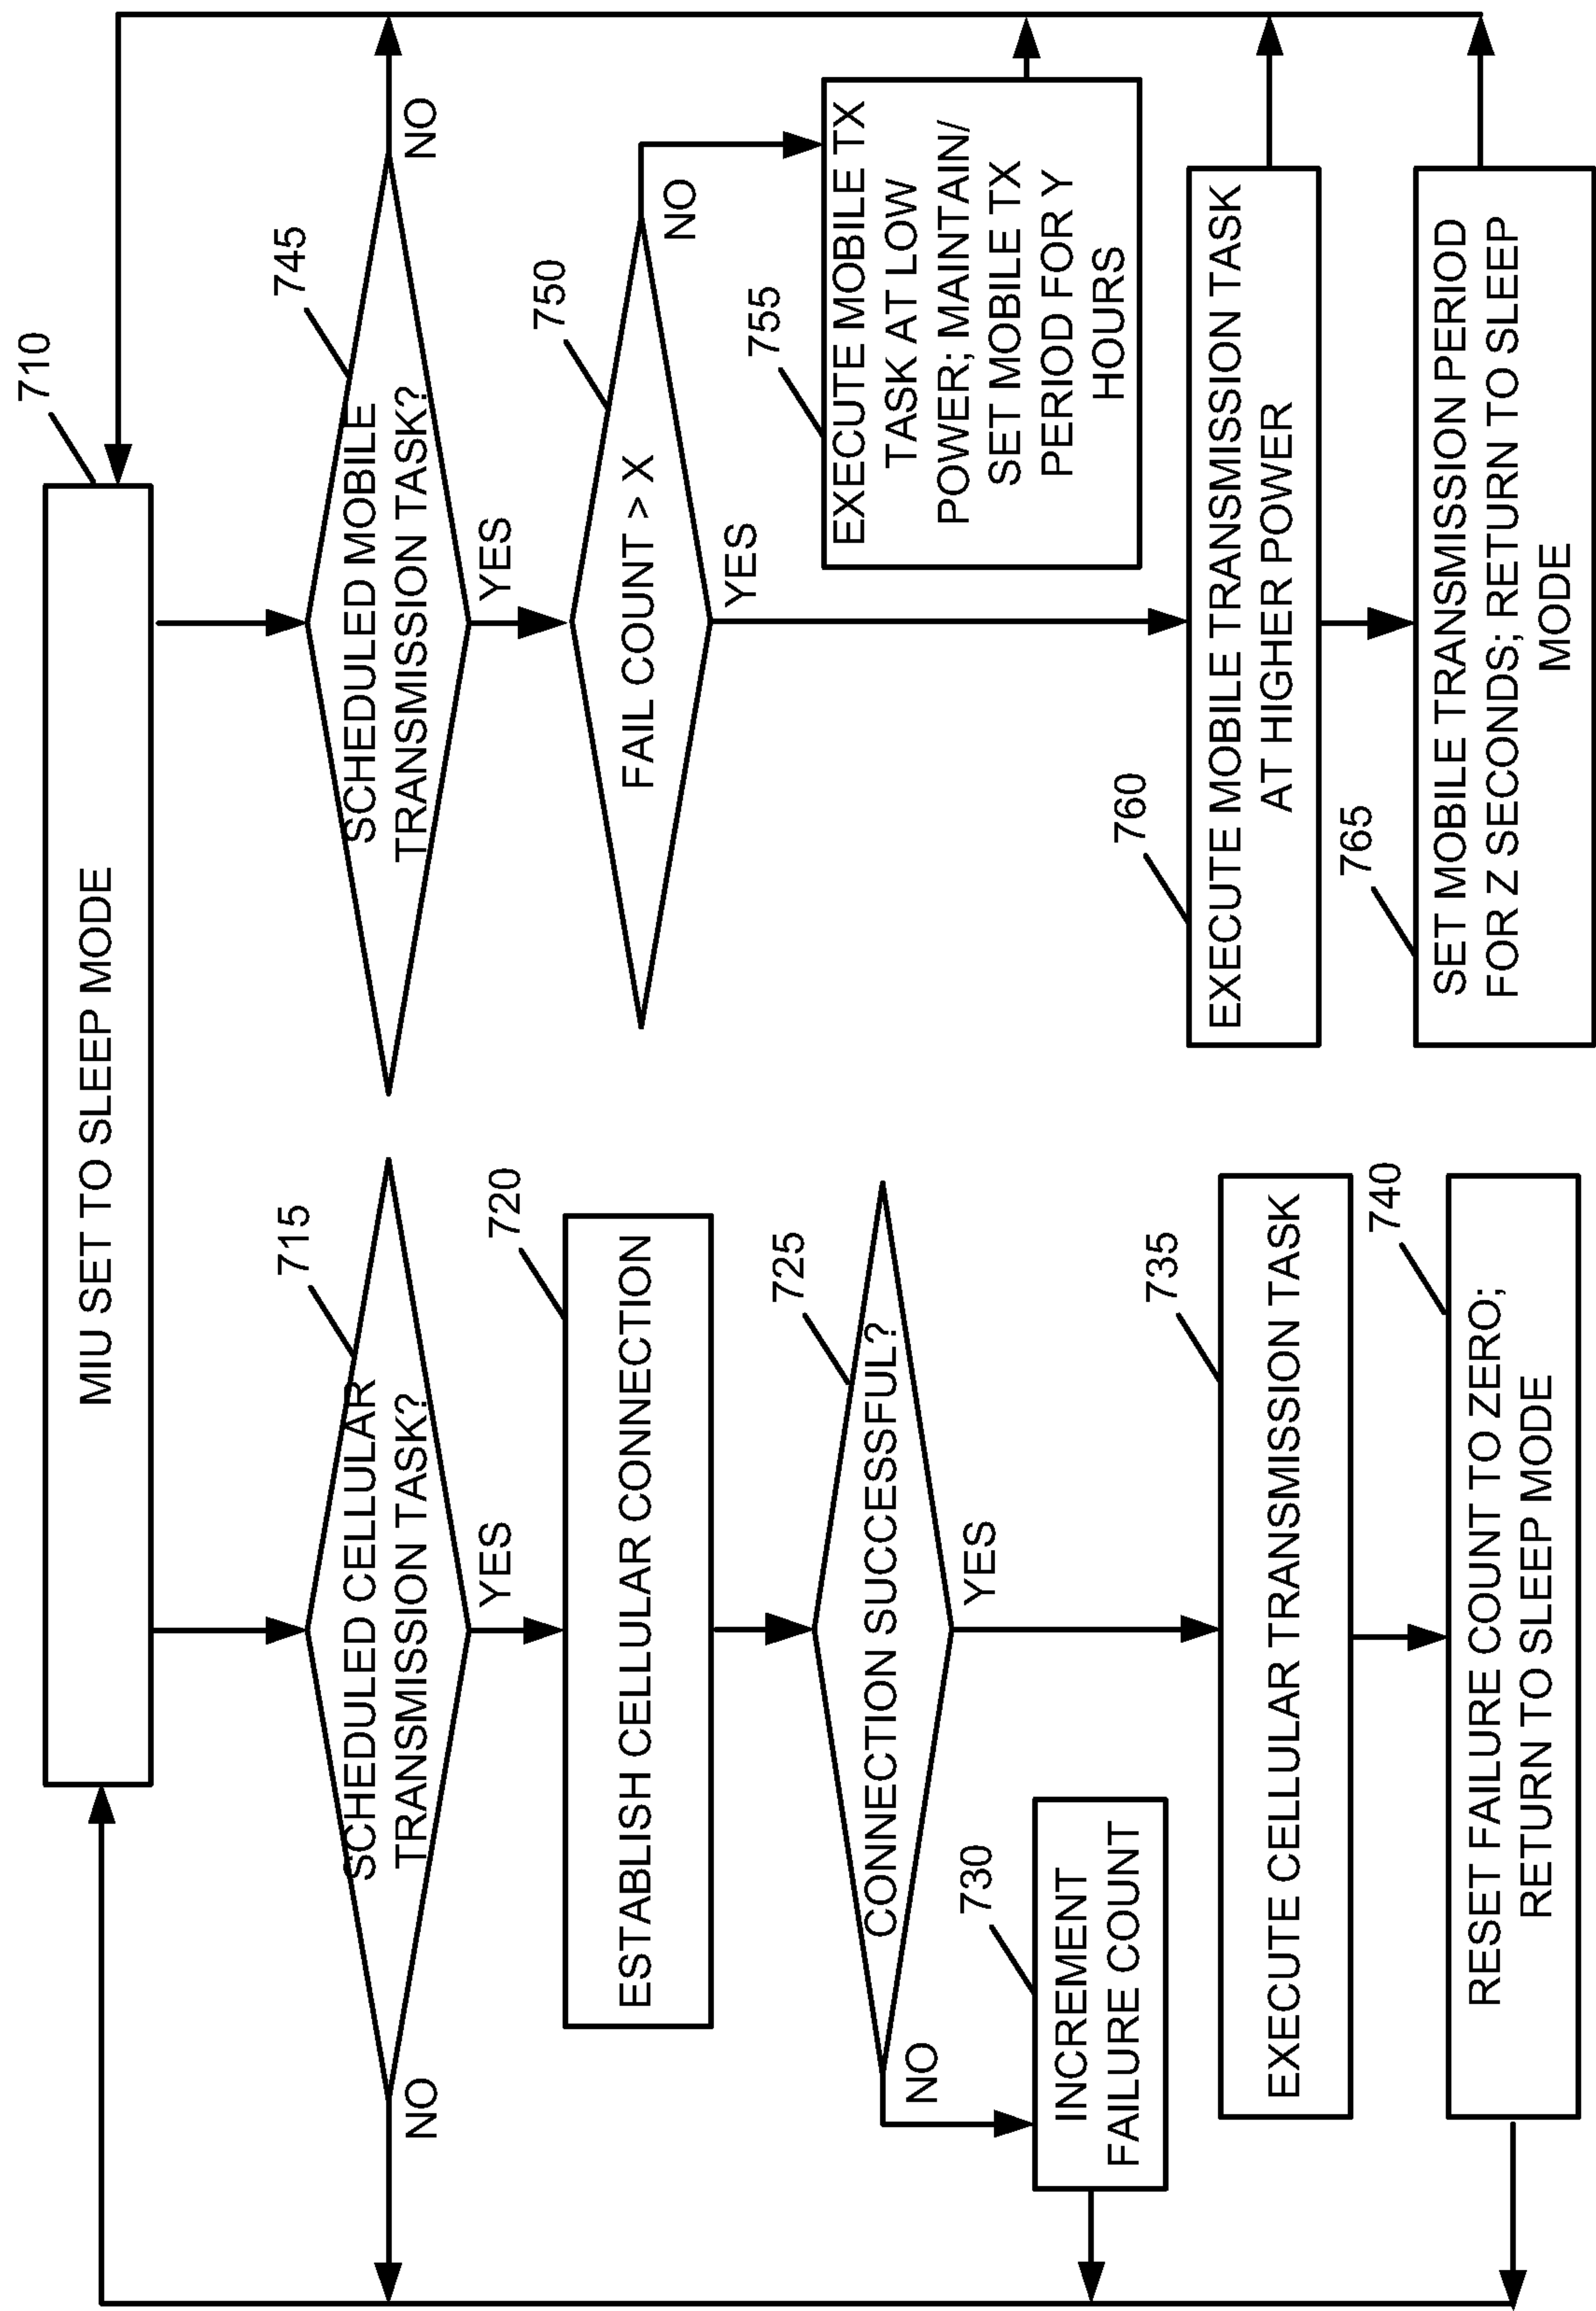 710
MIU SET TO SLEEP MODE
715
SCHEDULED CELLULAR
TRANSMISSION TASK?
NO
YES
720
ESTABLISH CELLULAR CONNECTION
725
CONNECTION SUCCESSFUL?
NO
YES
730
INCREMENT
FAILURE COUNT
735
EXECUTE CELLULAR TRANSMISSION TASK
740
RESET FAILURE COUNT TO ZERO;
RETURN TO SLEEP MODE
745
SCHEDULED MOBILE
TRANSMISSION TASK?
NO
YES
750
FAIL COUNT > X
NO
YES
755
EXECUTE MOBILE TX
TASK AT LOW
POWER; MAINTAIN/
SET MOBILE TX
PERIOD FOR Y
HOURS
760
EXECUTE MOBILE TRANSMISSION TASK
AT HIGHER POWER
765
SET MOBILE TRANSMISSION PERIOD
FOR Z SECONDS; RETURN TO SLEEP
MODE